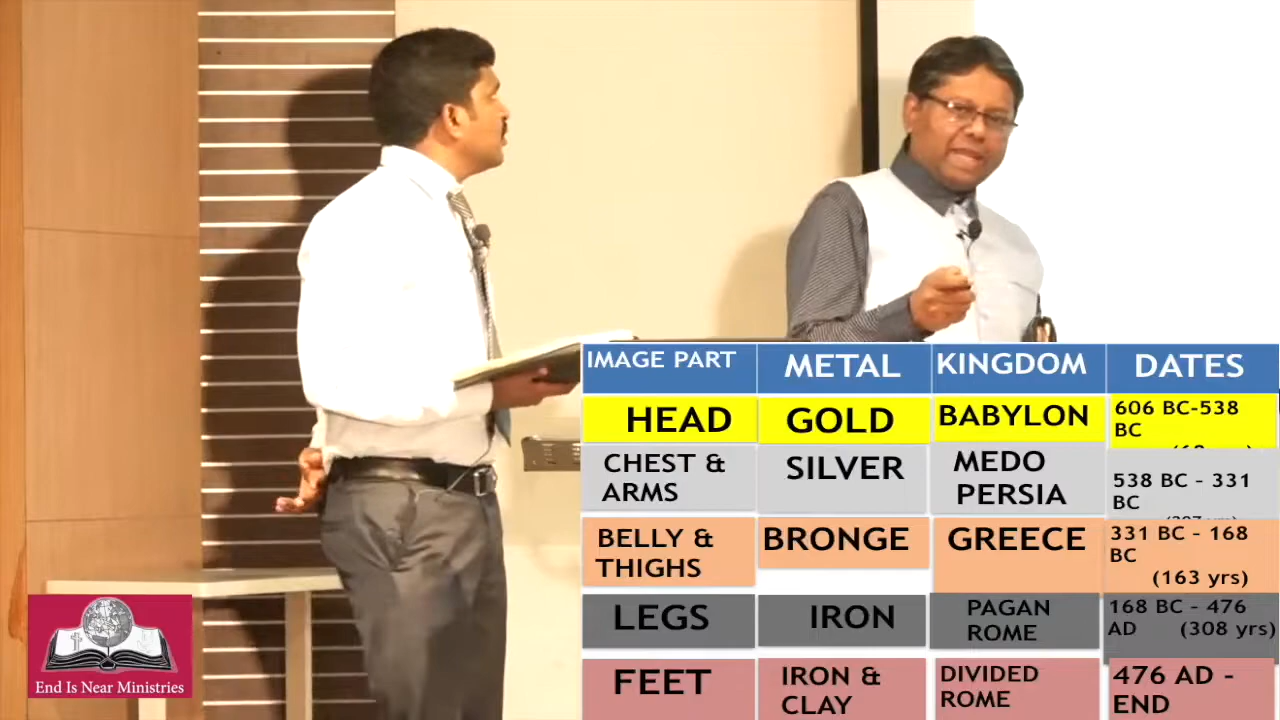 IMAGE PART METAL KINGDOM DATES
HEAD GOLD BABYLON 606 BC-538
BC
CHEST &
ARMS
SILVER
MEDO
PERSIA
538 BC - 331
BC
BELLY &
THIGHS
BRONGE
GREECE
331 BC - 168
BC
(163 yrs)
LEGS
IRON
PAGAN
ROME
168 BC - 476
AD (308 yrs)
FEET
IRON &
CLAY
DIVIDED
ROME
476 AD -
END
End Is Near Ministries